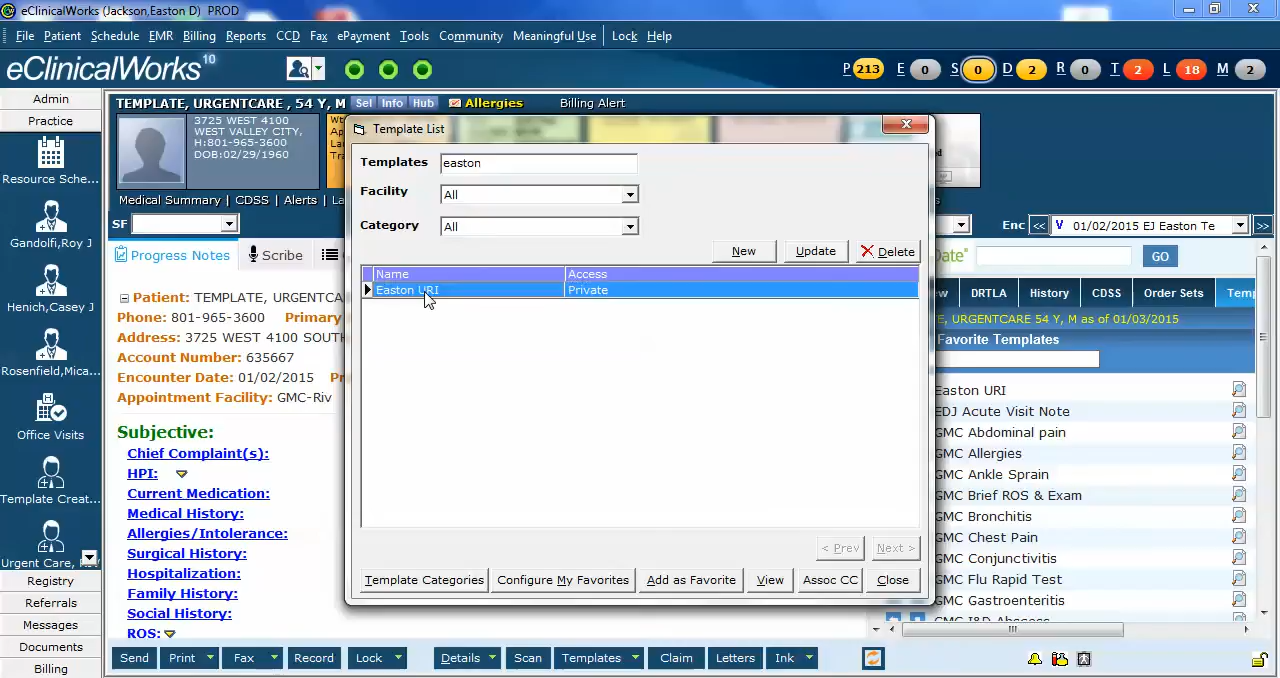 eClinicalWorks (Jackson,Easton D) PROD
File Patient Schedule EMR Billing Reports CCD Fax ePayment Tools Community Meaningful Use Lock Help
eClinicalWorks 10
P 213 E 0 S 0 D 2 R 0 T 2 L 18 M 2
Admin
Practice
Resource Sche...
Gandolfi,Roy J
Henich,Casey J
Rosenfield,Mica...
Office Visits
Template Creat...
Registry
Referrals
Messages
Documents
Billing
TEMPLATE, URGENTCARE , 54 Y, M Sel Info Hub Allergies Billing Alert
3725 WEST 4100
WEST VALLEY CITY,
H:801-965-3600
DOB:02/29/1960
Medical Summary | CDSS | Alerts |
SF
Enc << V 01/02/2015 EJ Easton Te >>
Progress Notes Scribe
Patient: TEMPLATE, URGENTCA
Phone: 801-965-3600 Primary
Address: 3725 WEST 4100 SOUTH
Account Number: 635667
Encounter Date: 01/02/2015
Appointment Facility: GMC-Riv
Subjective:
Chief Complaint(s):
HPI:
Current Medication:
Medical History:
Allergies/Intolerance:
Surgical History:
Hospitalization:
Family History:
Social History:
ROS:
Template List
Templates easton
Facility All
Category All
New Update Delete
Name Access
Easton URI Private
< Prev Next >
Template Categories Configure My Favorites Add as Favorite View Assoc CC Close
GO
DRTLA History CDSS Order Sets
E, URGENTCARE 54 Y, M as of 01/03/2015
Favorite Templates
Easton URI
EDJ Acute Visit Note
GMC Abdominal pain
GMC Allergies
GMC Ankle Sprain
GMC Brief ROS & Exam
GMC Bronchitis
GMC Chest Pain
GMC Conjunctivitis
GMC Flu Rapid Test
GMC Gastroenteritis
GMC I&D Abscess
Send Print Fax Record Lock Details Scan Templates Claim Letters Ink